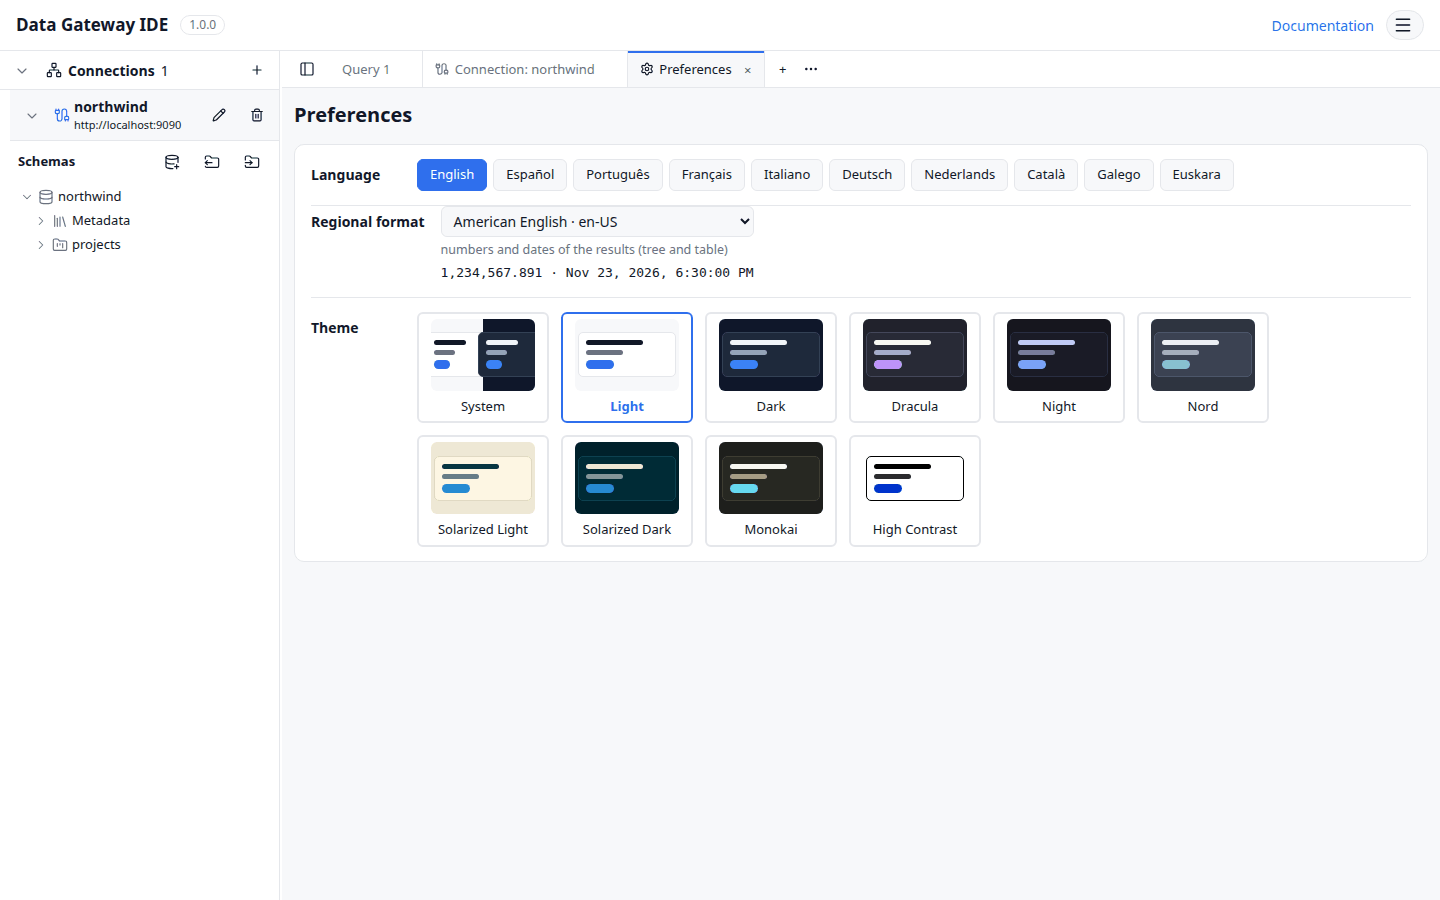 Data Gateway IDE 1.0.0
Documentation
Connections 1
northwind
http://localhost:9090
Schemas
northwind
Metadata
projects
Query 1
Connection: northwind
Preferences ×
+
Preferences
Language
English
Español
Português
Français
Italiano
Deutsch
Nederlands
Català
Galego
Euskara
Regional format
American English · en-US
numbers and dates of the results (tree and table)
1,234,567.891 · Nov 23, 2026, 6:30:00 PM
Theme
System
Light
Dark
Dracula
Night
Nord
Solarized Light
Solarized Dark
Monokai
High Contrast